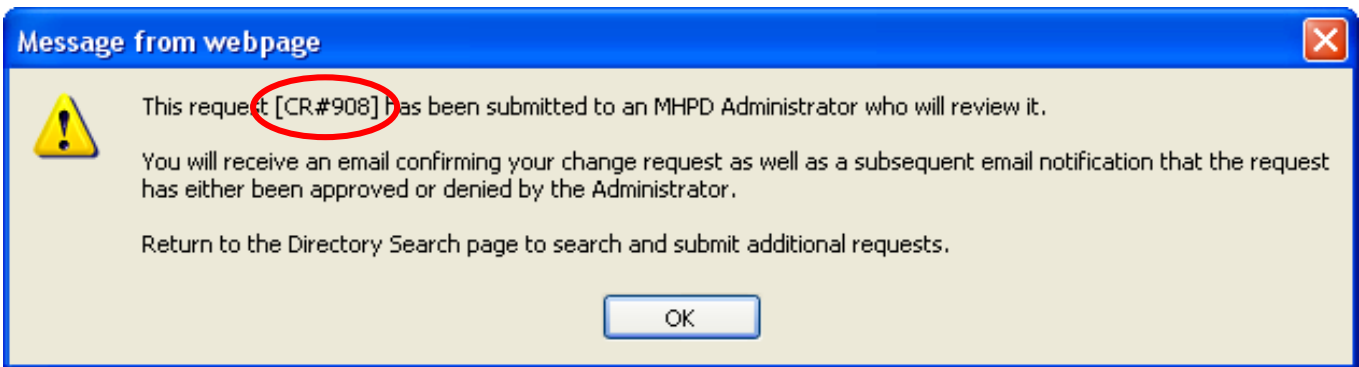 Message from webpage
This request [CR#908] has been submitted to an MHPD Administrator who will review it.
You will receive an email confirming your change request as well as a subsequent email notification that the request
has either been approved or denied by the Administrator.
Return to the Directory Search page to search and submit additional requests.
OK